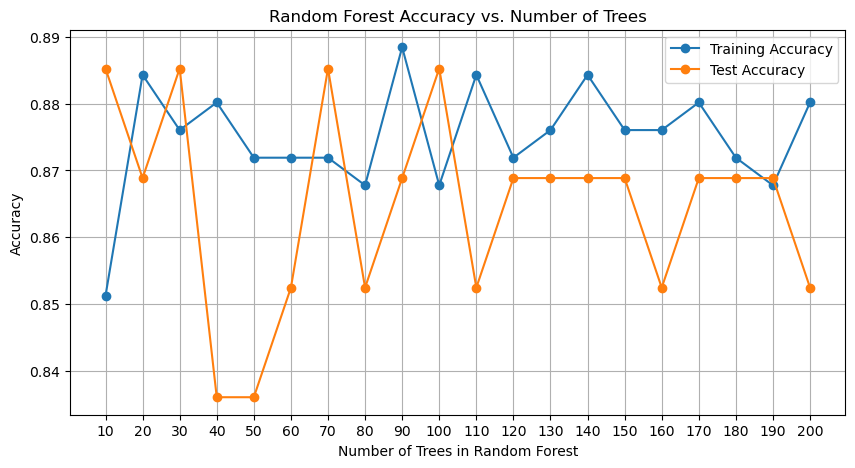 Random Forest Accuracy vs. Number of Trees
Training Accuracy
Test Accuracy
Accuracy
0.89
0.88
0.87
0.86
0.85
0.84
10 20 30 40 50 60 70 80 90 100 110 120 130 140 150 160 170 180 190 200
Number of Trees in Random Forest